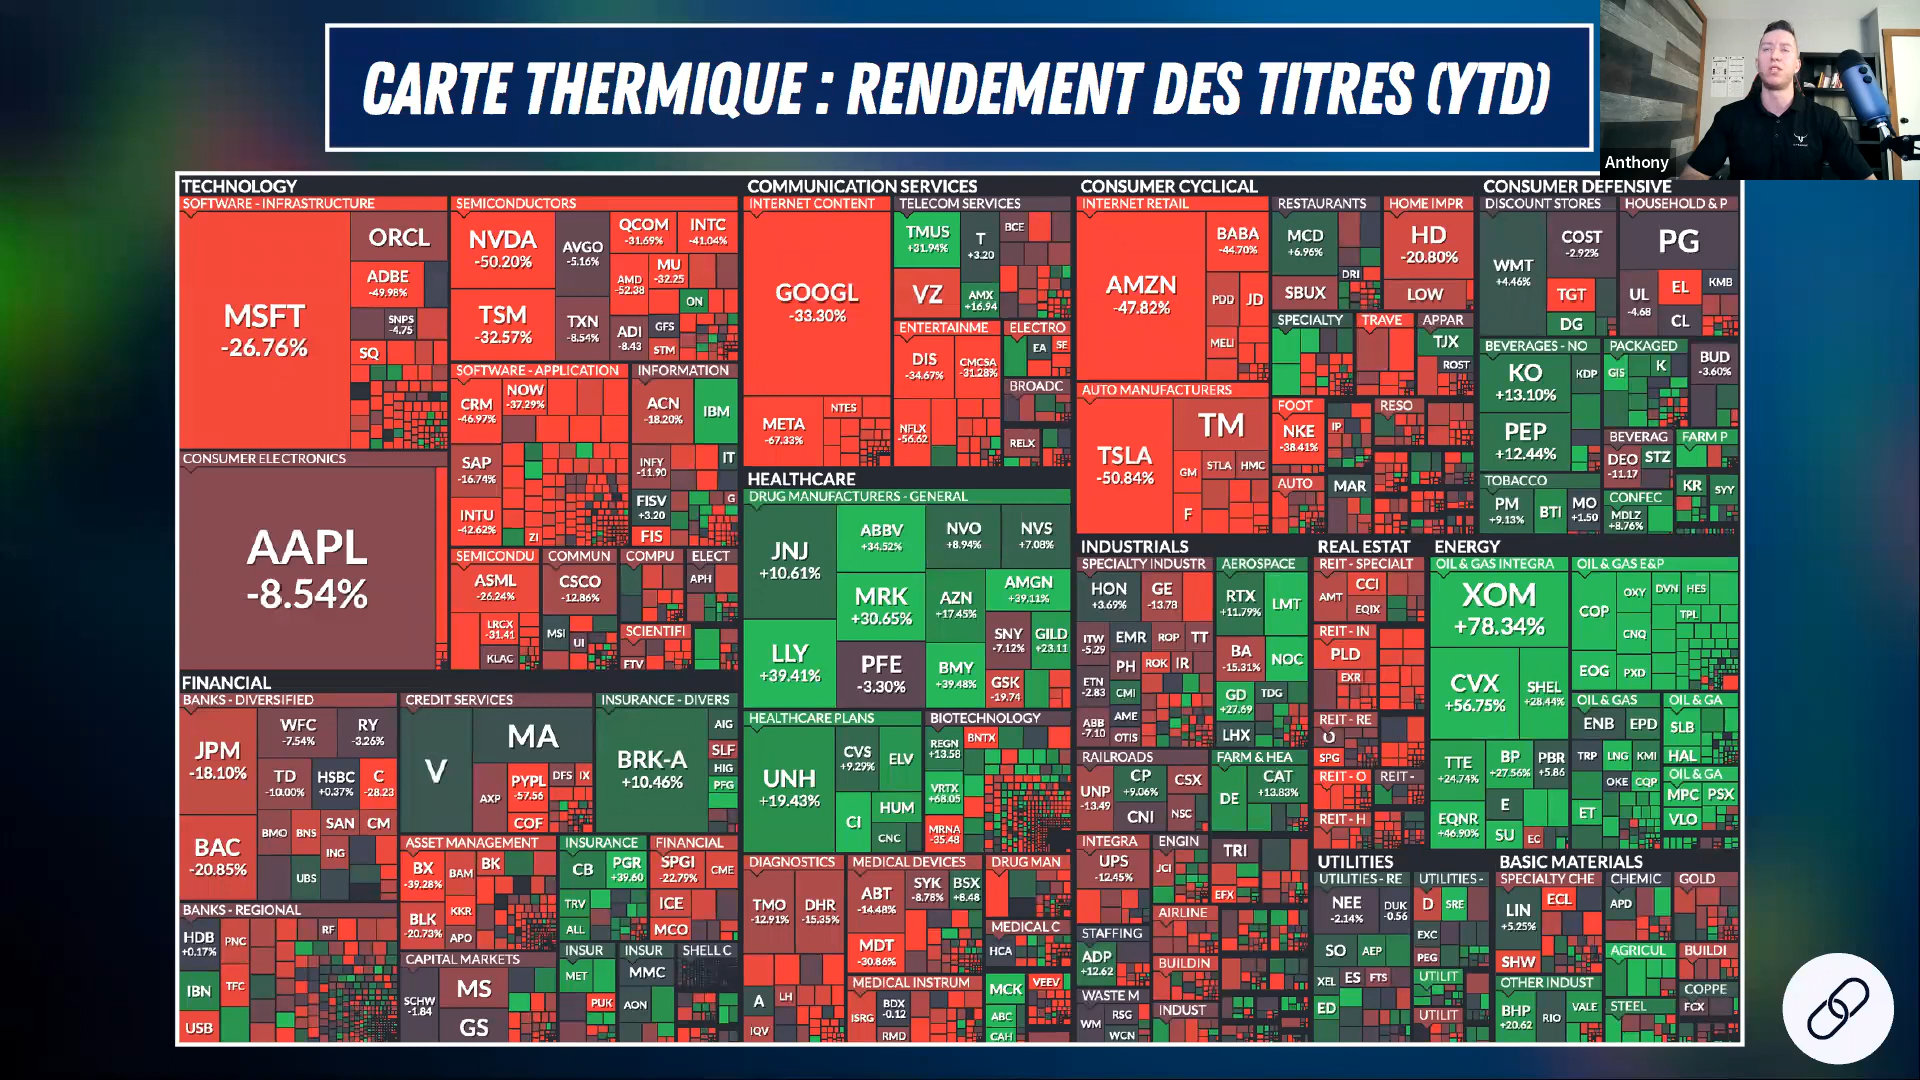 CARTE THERMIQUE : RENDEMENT DES TITRES (YTD)
Anthony
TECHNOLOGY
SOFTWARE - INFRASTRUCTURE
MSFT
-26.76%
ORCL
ADBE
-49.98%
SNPS
-4.75
SQ
SEMICONDUCTORS
NVDA
-50.20%
TSM
-32.57%
AVGO
-5.16%
TXN
-8.54%
QCOM
-31.69%
INTC
-41.04%
AMD
-52.38
MU
-32.25
ON
ADI
-8.43
GFS
STM
CONSUMER ELECTRONICS
AAPL
-8.54%
SOFTWARE - APPLICATION
CRM
-46.97%
NOW
-37.29%
SAP
-16.74%
INTU
-42.62%
ZI
INFORMATION
ACN
-18.20%
IBM
INFY
-11.90
IT
FISV
+3.20
G
FIS
SEMICONDU
ASML
-26.24%
LRCX
-31.41
KLAC
COMMUN
CSCO
-12.86%
MSI
UI
COMPU
ELECT
APH
SCIENTIFI
FTV
COMMUNICATION SERVICES
INTERNET CONTENT
GOOGL
-33.30%
META
-67.33%
NTES
TELECOM SERVICES
TMUS
+31.94%
T
+3.20
BCE
VZ
AMX
+16.94
ENTERTAINME
DIS
-34.67%
CMCSA
-31.28%
NFLX
-56.62
ELECTRO
EA
SE
BROADC
RELX
CONSUMER CYCLICAL
INTERNET RETAIL
AMZN
-47.82%
BABA
-44.70%
PDD
JD
MELI
RESTAURANTS
MCD
+6.96%
DRI
SBUX
HOME IMPR
HD
-20.80%
LOW
SPECIALTY
TRAVE
APPAR
TJX
ROST
AUTO MANUFACTURERS
TSLA
-50.84%
TM
GM
STLA
HMC
F
FOOT
NKE
-38.41%
IP
RESO
AUTO
MAR
CONSUMER DEFENSIVE
DISCOUNT STORES
WMT
+4.46%
COST
-2.92%
TGT
DG
HOUSEHOLD & P
PG
UL
-4.68
EL
KMB
CL
BEVERAGES - NO
KO
+13.10%
KDP
PEP
+12.44%
PACKAGED
GIS
K
BUD
-3.60%
BEVERAG
DEO
-11.17
STZ
FARM P
TOBACCO
PM
+9.13%
BTI
MO
+1.50
CONFEC
MDLZ
+8.76%
KR
SYY
HEALTHCARE
DRUG MANUFACTURERS - GENERAL
JNJ
+10.61%
ABBV
+34.52%
NVO
+8.94%
NVS
+7.08%
MRK
+30.65%
AZN
+17.45%
AMGN
+39.11%
LLY
+39.41%
PFE
-3.30%
BMY
+39.48%
SNY
-7.12%
GILD
+23.11
GSK
-19.74
HEALTHCARE PLANS
UNH
+19.43%
CVS
+9.29%
ELV
CI
HUM
CNC
BIOTECHNOLOGY
REGN
+13.58
BNTX
VRTX
+68.05
MRNA
-35.48
DIAGNOSTICS
TMO
-12.91%
DHR
-15.35%
A
LH
IQV
MEDICAL DEVICES
ABT
-14.48%
SYK
-8.76%
BSX
+8.48
MDT
-30.86%
MEDICAL INSTRUM
ISRG
BDX
-0.12
RMD
DRUG MAN
MEDICAL C
HCA
MCK
VEEV
ABC
CAH
FINANCIAL
BANKS - DIVERSIFIED
JPM
-18.10%
WFC
-7.54%
RY
-3.26%
TD
-10.00%
HSBC
+0.37%
C
-28.23
BAC
-20.85%
BMO
BNS
SAN
CM
ING
UBS
BANKS - REGIONAL
HDB
+0.17%
PNC
RF
IBN
TFC
USB
CREDIT SERVICES
V
MA
AXP
PYPL
-57.56
DFS
IX
COF
INSURANCE - DIVERS
BRK-A
+10.46%
AIG
SLF
HIG
PFG
ASSET MANAGEMENT
BX
-39.28%
BAM
BK
BLK
-20.73%
KKR
APO
INSURANCE
CB
PGR
+39.60
TRV
ALL
FINANCIAL
SPGI
-22.79%
CME
ICE
MCO
CAPITAL MARKETS
SCHW
-1.84
MS
GS
INSUR
MET
PUK
INSUR
MMC
AON
SHELL C
INDUSTRIALS
SPECIALTY INDUSTR
HON
+3.69%
GE
-13.78
ITW
-5.29
EMR
ROP
TT
PH
ROK
IR
ETN
-2.83
CMI
ABB
-7.10
AME
OTIS
AEROSPACE
RTX
+11.79%
LMT
BA
-15.31%
NOC
GD
+27.69
TDG
LHX
RAILROADS
UNP
-13.49
CP
+9.06%
CSX
CNI
NSC
FARM & HEA
DE
CAT
+13.83%
INTEGRA
UPS
-12.45%
ENGIN
JCI
TRI
EFX
STAFFING
ADP
+12.62
AIRLINE
BUILDIN
WASTE M
WM
RSG
WCN
INDUST
REAL ESTAT
REIT - SPECIALT
AMT
CCI
EQIX
REIT - IN
PLD
EXR
REIT - RE
O
SPG
REIT - O
REIT -
REIT - H
ENERGY
OIL & GAS INTEGRA
XOM
+78.34%
CVX
+56.75%
SHEL
+28.44%
TTE
+24.74%
BP
+27.56%
PBR
+5.86
EQNR
+46.90%
E
SU
EC
OIL & GAS E&P
COP
OXY
DVN
HES
TPL
CNQ
EOG
PXD
OIL & GAS
ENB
EPD
TRP
LNG
KMI
OKE
CQP
ET
OIL & GA
SLB
HAL
OIL & GA
MPC
PSX
VLO
UTILITIES
UTILITIES - RE
NEE
-2.14%
DUK
-0.56
SO
AEP
XEL
ES
FTS
ED
UTILITIES -
D
SRE
EXC
PEG
UTILIT
UTILIT
BASIC MATERIALS
SPECIALTY CHE
LIN
+5.25%
ECL
SHW
CHEMIC
APD
GOLD
AGRICUL
BUILDI
OTHER INDUST
BHP
+20.62
RIO
VALE
STEEL
COPPE
FCX